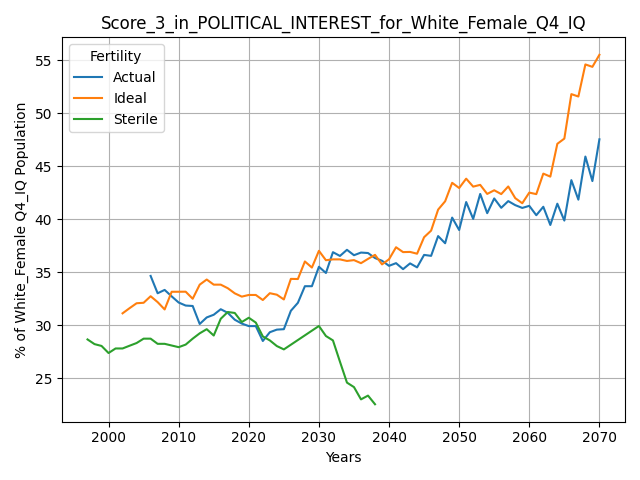 Score_3_in_POLITICAL_INTEREST_for_White_Female_Q4_IQ
Fertility
Actual
Ideal
Sterile
% of White_Female Q4_IQ Population
55
50
45
40
35
30
25
2000 2010 2020 2030 2040 2050 2060 2070
Years